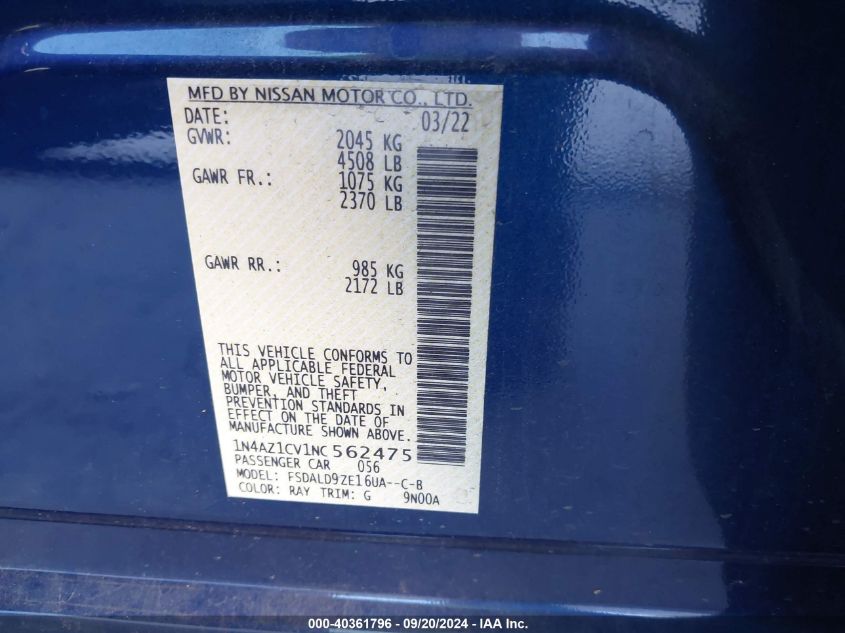 MFD BY NISSAN MOTOR CO., LTD.
DATE: 03/22
GVWR: 2045 KG
4508 LB
GAWR FR.: 1075 KG
2370 LB
GAWR RR.: 985 KG
2172 LB
THIS VEHICLE CONFORMS TO
ALL APPLICABLE FEDERAL
MOTOR VEHICLE SAFETY,
BUMPER, AND THEFT
PREVENTION STANDARDS IN
EFFECT ON THE DATE OF
MANUFACTURE SHOWN ABOVE.
1N4AZ1CV1NC 562475
PASSENGER CAR 056
MODEL: FSDALD9ZE16UA--C-B
COLOR: RAY TRIM: G 9N00A
000-40361796 - 09/20/2024 - IAA Inc.